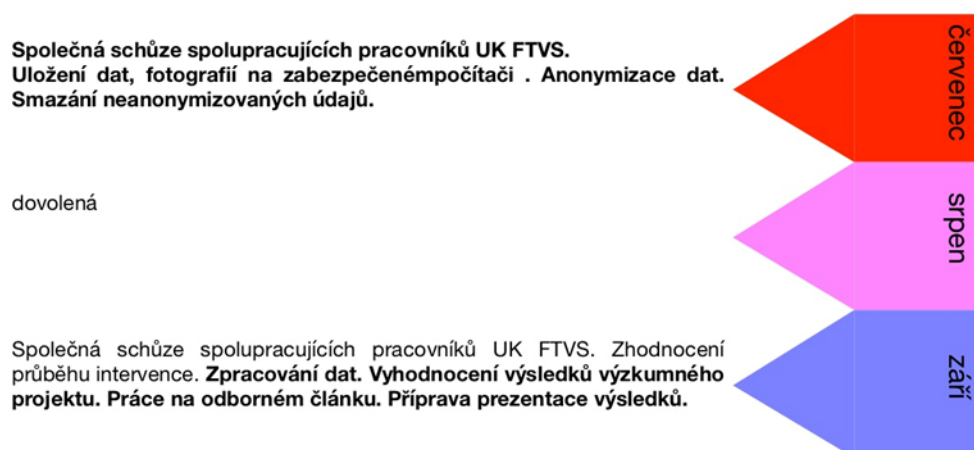 Společná schůze spolupracujících pracovníků UK FTVS.
Uložení dat, fotografií na zabezpečenémpočítači . Anonymizace dat.
Smazání neanonymizovaných údajů.
červenec
dovolená
srpen
Společná schůze spolupracujících pracovníků UK FTVS. Zhodnocení
průběhu intervence. Zpracování dat. Vyhodnocení výsledků výzkumného
projektu. Práce na odborném článku. Příprava prezentace výsledků.
září